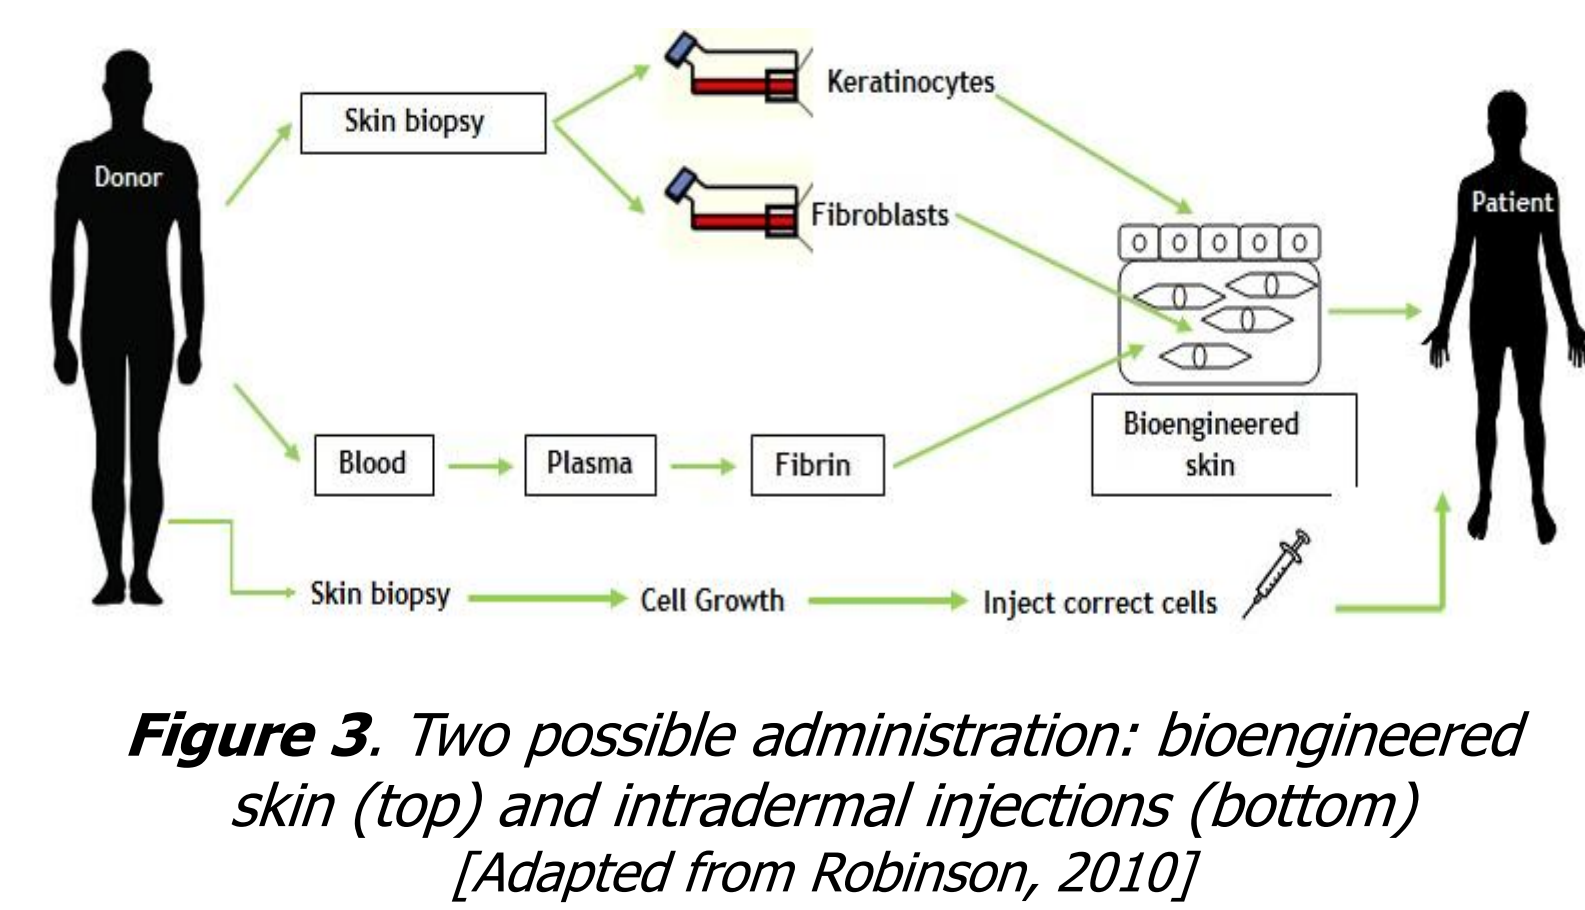 Donor
Skin biopsy
Keratinocytes
Fibroblasts
Patient
Blood
Plasma
Fibrin
Bioengineered
skin
Skin biopsy
Cell Growth
Inject correct cells
Figure 3. Two possible administration: bioengineered
skin (top) and intradermal injections (bottom)
[Adapted from Robinson, 2010]